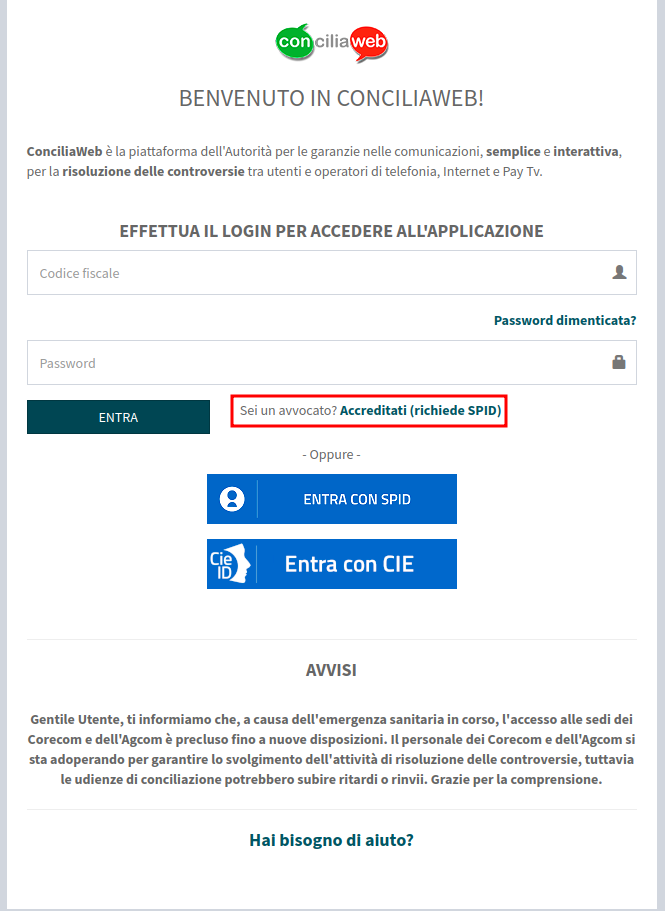 conciliaweb
BENVENUTO IN CONCILIAWEB!
ConciliaWeb è la piattaforma dell'Autorità per le garanzie nelle comunicazioni, semplice e interattiva,
per la risoluzione delle controversie tra utenti e operatori di telefonia, Internet e Pay Tv.
EFFETTUA IL LOGIN PER ACCEDERE ALL'APPLICAZIONE
Codice fiscale
Password dimenticata?
Password
ENTRA
Sei un avvocato? Accreditati (richiede SPID)
- Oppure -
ENTRA CON SPID
Cie ID
Entra con CIE
AVVISI
Gentile Utente, ti informiamo che, a causa dell'emergenza sanitaria in corso, l'accesso alle sedi dei
Corecom e dell'Agcom è precluso fino a nuove disposizioni. Il personale dei Corecom e dell'Agcom si
sta adoperando per garantire lo svolgimento dell'attività di risoluzione delle controversie, tuttavia
le udienze di conciliazione potrebbero subire ritardi o rinvii. Grazie per la comprensione.
Hai bisogno di aiuto?